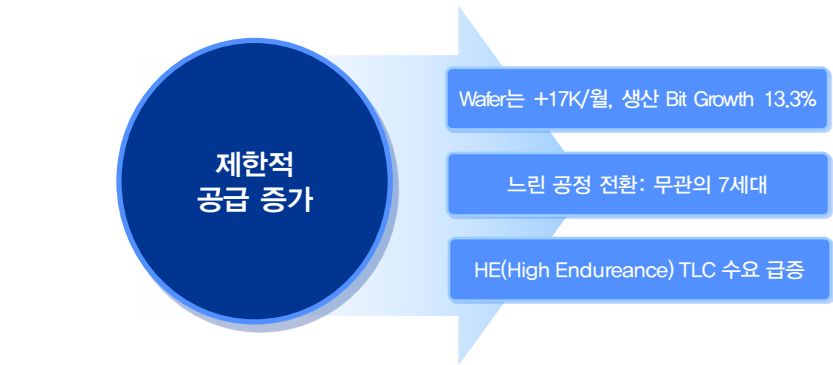 제한적
공급 증가
Wafer는 +17K/월, 생산 Bit Growth 13.3%
느린 공정 전환: 무관의 7세대
HE(High Endureance) TLC 수요 급증